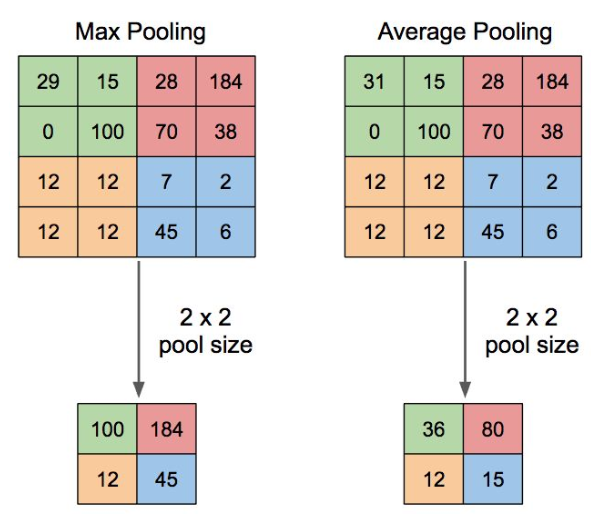 Max Pooling
29 15 28 184
0 100 70 38
12 12 7 2
12 12 45 6
2 x 2
pool size
100 184
12 45
Average Pooling
31 15 28 184
0 100 70 38
12 12 7 2
12 12 45 6
2 x 2
pool size
36 80
12 15